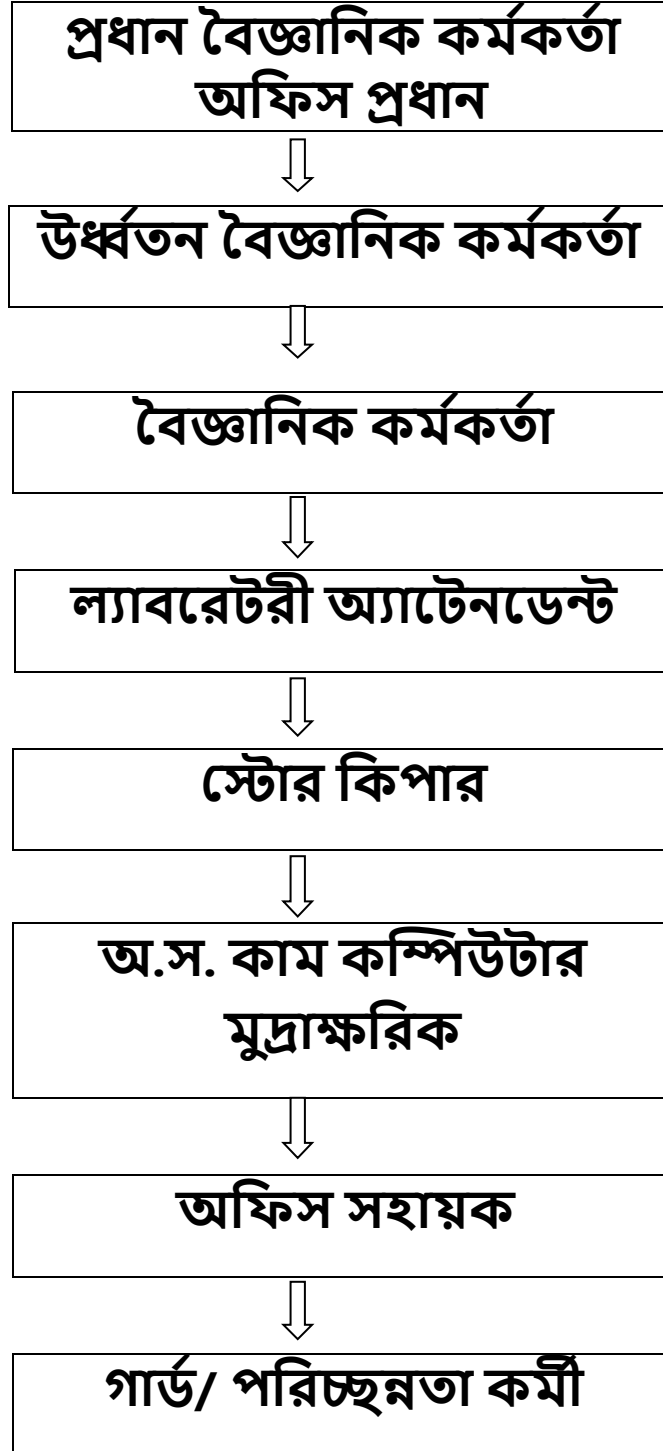 প্রধান বৈজ্ঞানিক কর্মকর্তা
অফিস প্রধান
উর্ধ্বতন বৈজ্ঞানিক কর্মকর্তা
বৈজ্ঞানিক কর্মকর্তা
ল্যাবরেটরী অ্যাটেনডেন্ট
স্টোর কিপার
অ.স. কাম কম্পিউটার
মুদ্রাক্ষরিক
অফিস সহায়ক
গার্ড/ পরিচ্ছন্নতা কর্মী